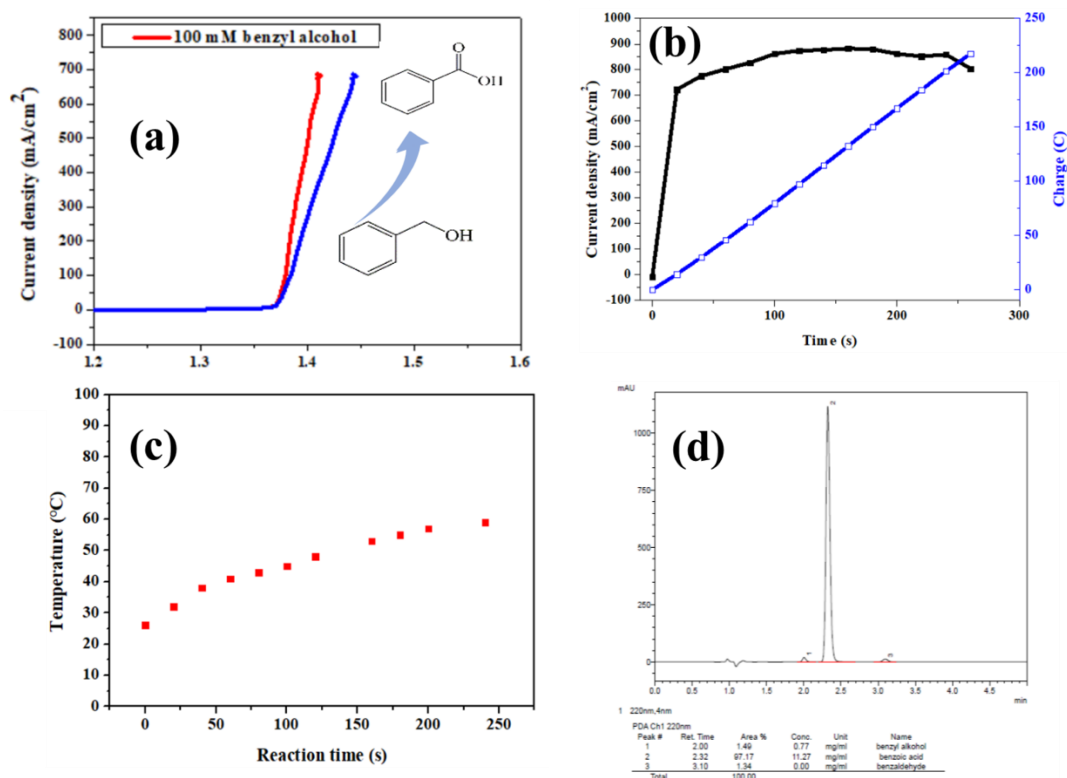 (a)
100 mM benzyl alcohol
Current density (mA/cm²)
800
700
600
500
400
300
200
100
0
-100
1.2
1.3
1.4
1.5
1.6
O
OH
OH
(b)
Current density (mA/cm²)
1000
900
800
700
600
500
400
300
200
100
0
-100
0
100
200
300
Time (s)
250
200
150
100
50
0
Charge (C)
(c)
Temperature (°C)
100
90
80
70
60
50
40
30
20
10
0
0
50
100
150
200
250
Reaction time (s)
(d)
mAU
1000
750
500
250
0
1
2
3
0.0 0.5 1.0 1.5 2.0 2.5 3.0 3.5 4.0 4.5
min
1 220nm,4nm
PDA Ch1 220nm
Peak # Ret. Time Area % Conc. Unit Name
1 2.00 1.49 0.77 mg/ml benzyl alkohol
2 2.32 97.17 11.27 mg/ml benzoic acid
3 3.10 1.34 0.00 mg/ml benzaldehyde
Total 100.00